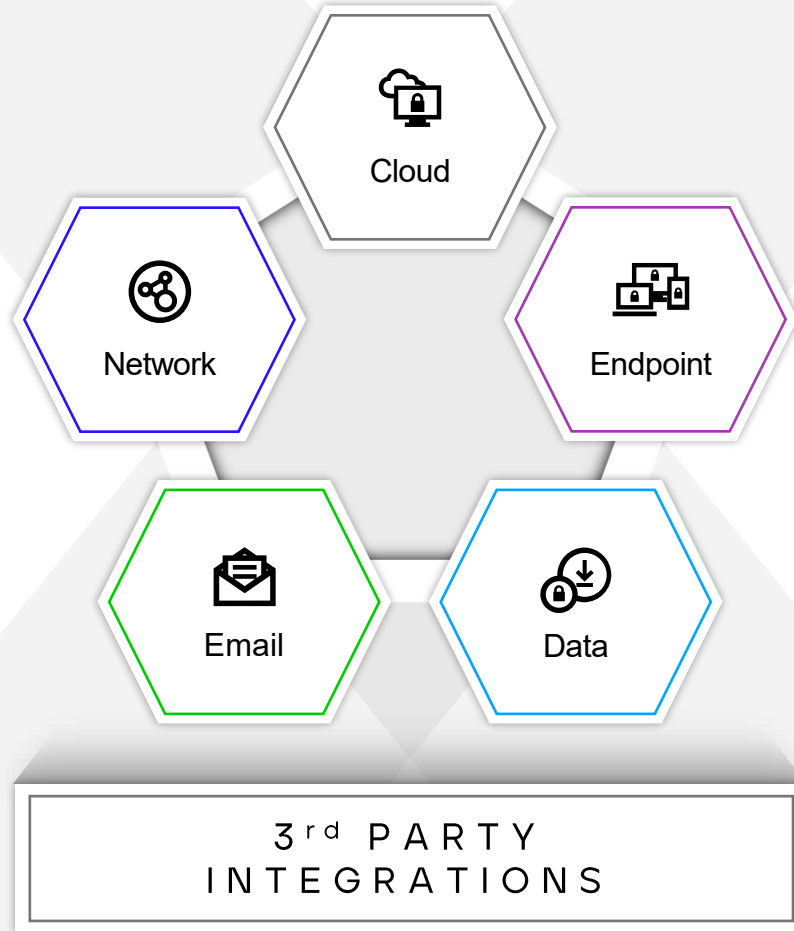 Cloud
Network
Endpoint
Email
Data
3rd PARTY
INTEGRATIONS